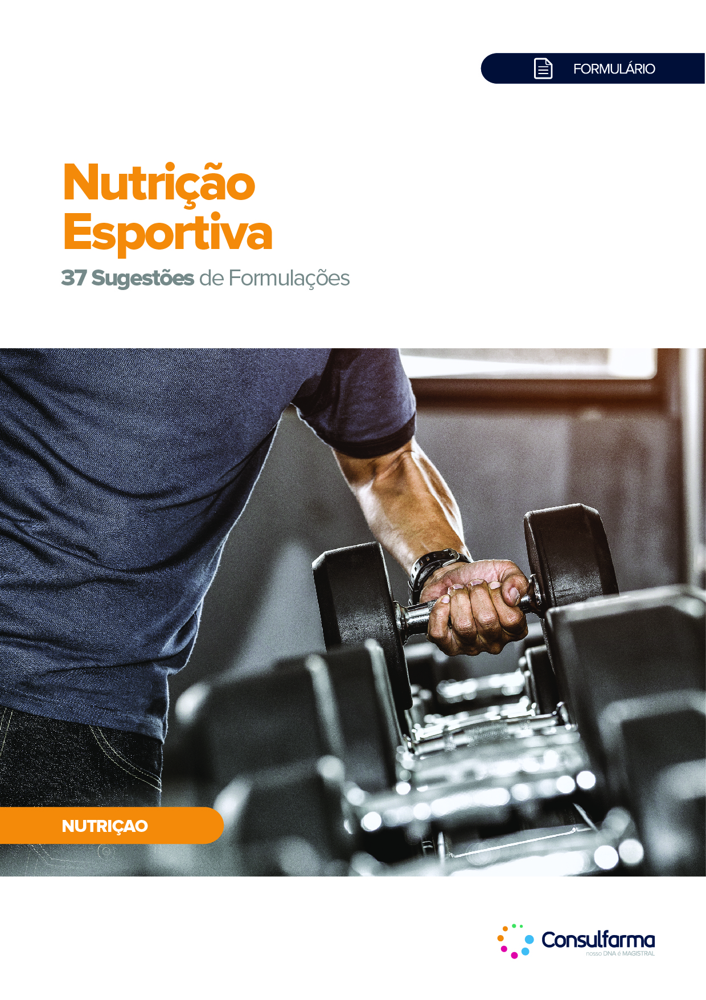 FORMULÁRIO
Nutrição
Esportiva
37 Sugestões de Formulações
NUTRIÇAO
Consulfarma
nosso DNA é MAGISTRAL